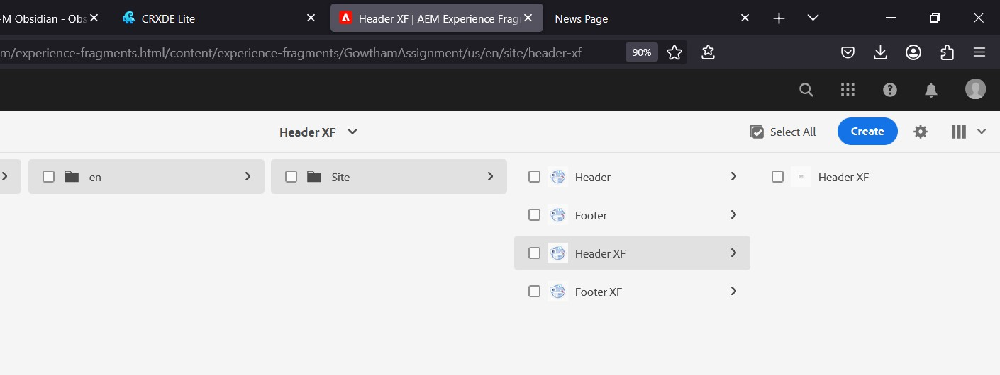 -M Obsidian - Obs
CRXDE Lite
Header XF | AEM Experience Frag
News Page
m/experience-fragments.html/content/experience-fragments/GowthamAssignment/us/en/site/header-xf
90%
Header XF
Select All
Create
en
Site
Header
Header XF
Footer
Header XF
Footer XF